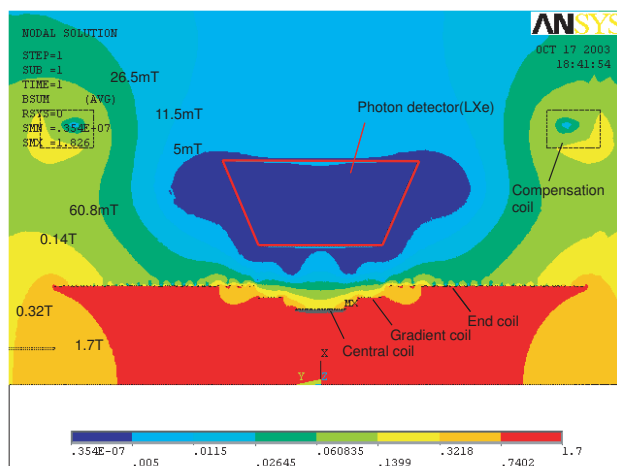 ANSYS
NODAL SOLUTION
OCT 17 2003
18:41:54
STEP=1
SUB =1
TIME=1
BSUM (AVG)
RSYS=0
SMN =.354E-07
SMX =1.826
26.5mT
11.5mT
5mT
Photon detector(LXe)
Compensation
coil
60.8mT
0.14T
0.32T
1.7T
MX
End coil
Gradient coil
Central coil
X
Y
Z
.354E-07
.0115
.060835
.3218
1.7
.005
.02645
.1399
.7402